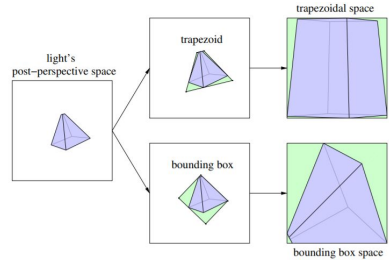 light's
post−perspective space
trapezoid
trapezoidal space
bounding box
bounding box space